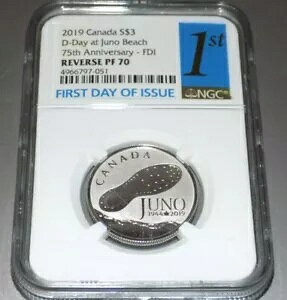 2019 Canada S$3
D-Day at Juno Beach
75th Anniversary - FDI
REVERSE PF 70
4966797-051
1st
FIRST DAY OF ISSUE
NGC
CANADA
JUNO
1944 2019